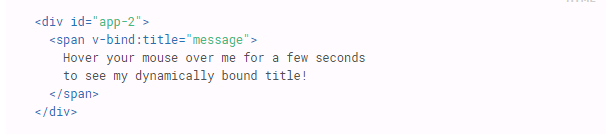 HTML
<div id="app-2">
  <span v-bind:title="message">
    Hover your mouse over me for a few seconds
    to see my dynamically bound title!
  </span>
</div>